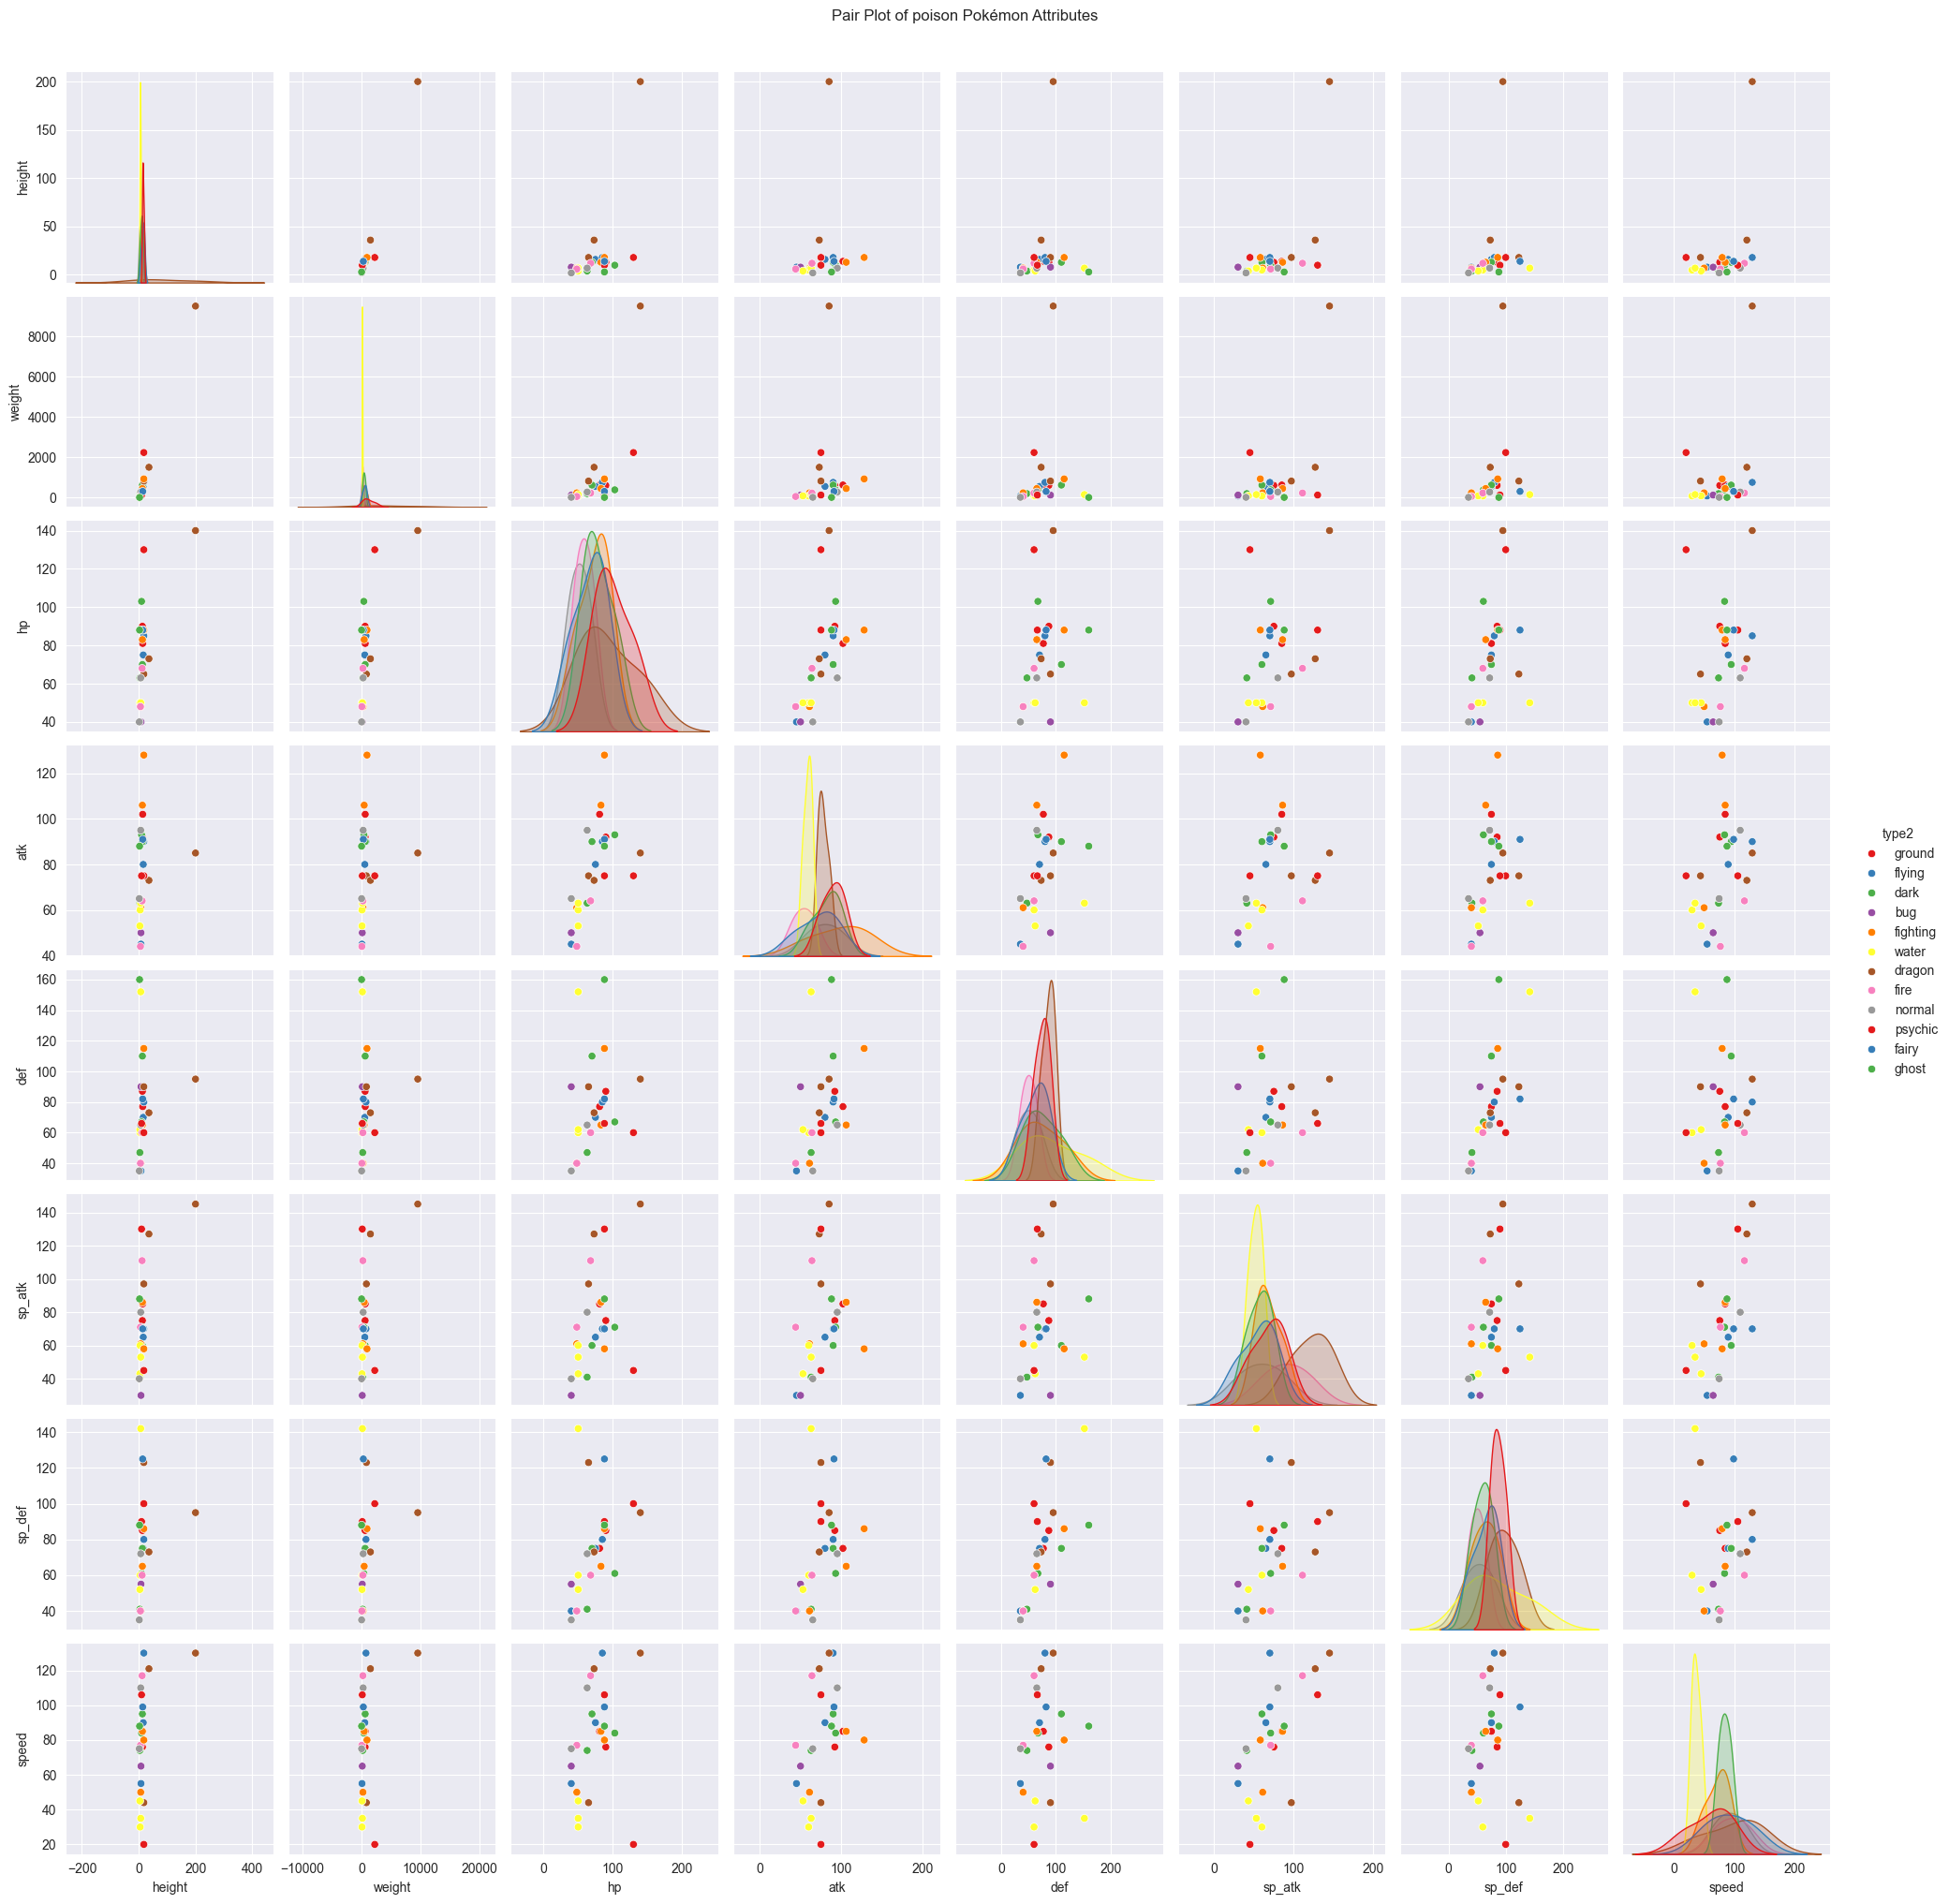 Pair Plot of poison Pokémon Attributes
200
150
100
50
0
height
8000
6000
4000
2000
0
weight
140
120
100
80
60
40
hp
120
100
80
60
40
atk
type2
ground
flying
dark
bug
fighting
water
dragon
fire
normal
psychic
fairy
ghost
160
140
120
100
80
60
40
def
140
120
100
80
60
40
sp_atk
140
120
100
80
60
40
sp_def
120
100
80
60
40
20
speed
−200 0 200 400 −10000 0 10000 20000 0 100 200 0 100 200 0 100 200 0 100 200 0 100 200 0 100 200
height weight hp atk def sp_atk sp_def speed